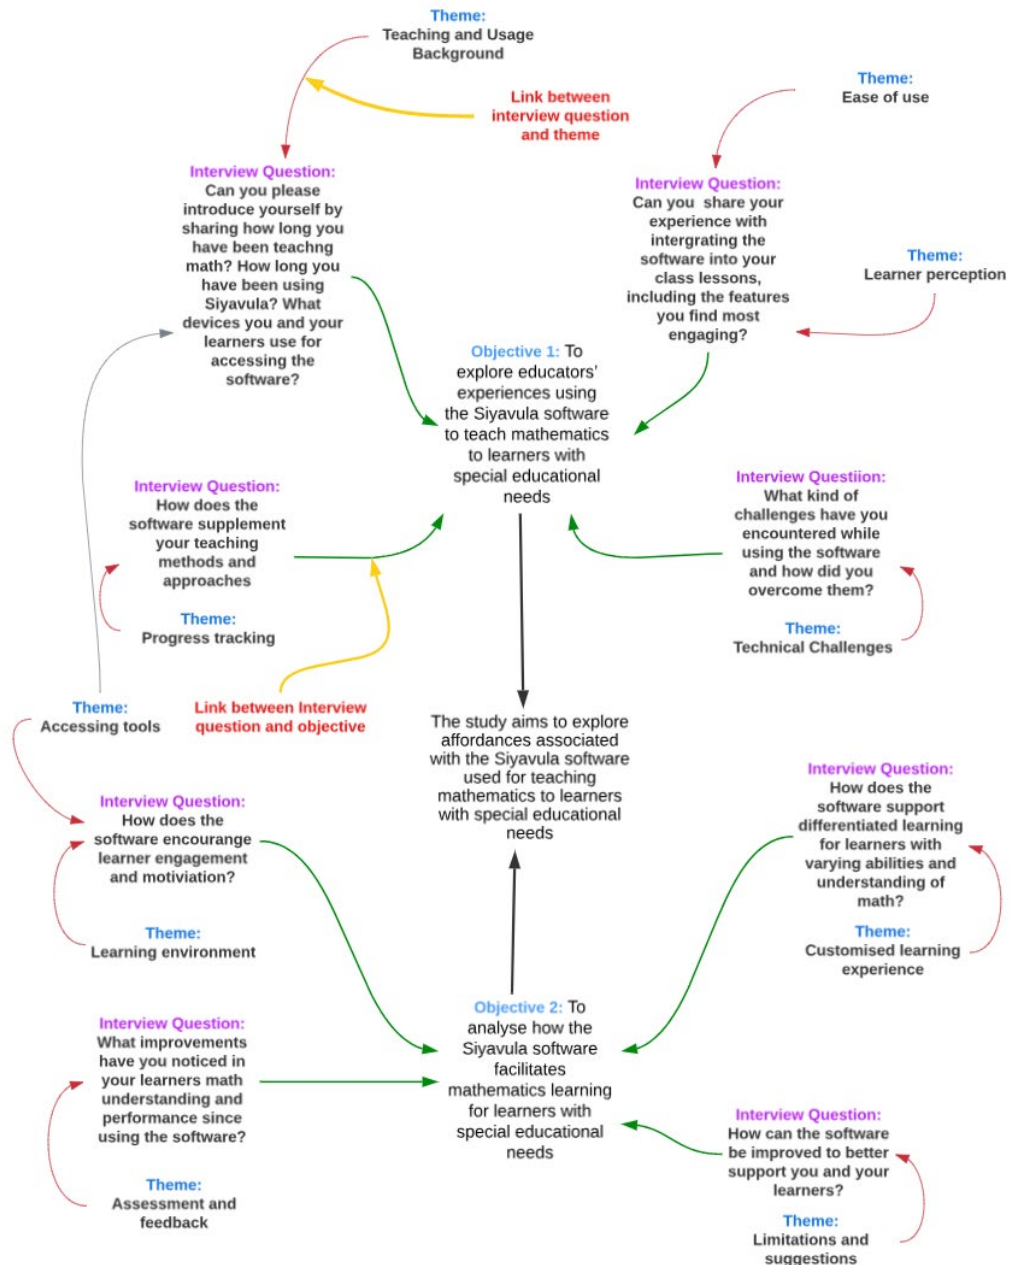 Theme:
Teaching and Usage
Background
Link between
interview question
and theme
Theme:
Ease of use
Interview Question:
Can you please
introduce yourself by
sharing how long you
have been teachng
math? How long you
have been using
Siyavula? What
devices you and your
learners use for
accessing the
software?
Interview Question:
Can you share your
experience with
intergrating the
software into your
class lessons,
including the features
you find most
engaging?
Theme:
Learner perception
Objective 1: To
explore educators'
experiences using
the Siyavula software
to teach mathematics
to learners with
special educational
needs
Interview Question:
How does the
software supplement
your teaching
methods and
approaches
Theme:
Progress tracking
Interview Questiion:
What kind of
challenges have you
encountered while
using the software
and how did you
overcome them?
Theme:
Technical Challenges
Theme:
Accessing tools
Link between Interview
question and objective
The study aims to explore
affordances associated
with the Siyavula software
used for teaching
mathematics to learners
with special educational
needs
Interview Question:
How does the
software encourange
learner engagement
and motiviation?
Theme:
Learning environment
Interview Question:
How does the
software support
differentiated learning
for learners with
varying abilities and
understanding of
math?
Theme:
Customised learning
experience
Objective 2: To
analyse how the
Siyavula software
facilitates
mathematics learning
for learners with
special educational
needs
Interview Question:
What improvements
have you noticed in
your learners math
understanding and
performance since
using the software?
Theme:
Assessment and
feedback
Interview Question:
How can the software
be improved to better
support you and your
learners?
Theme:
Limitations and
suggestions